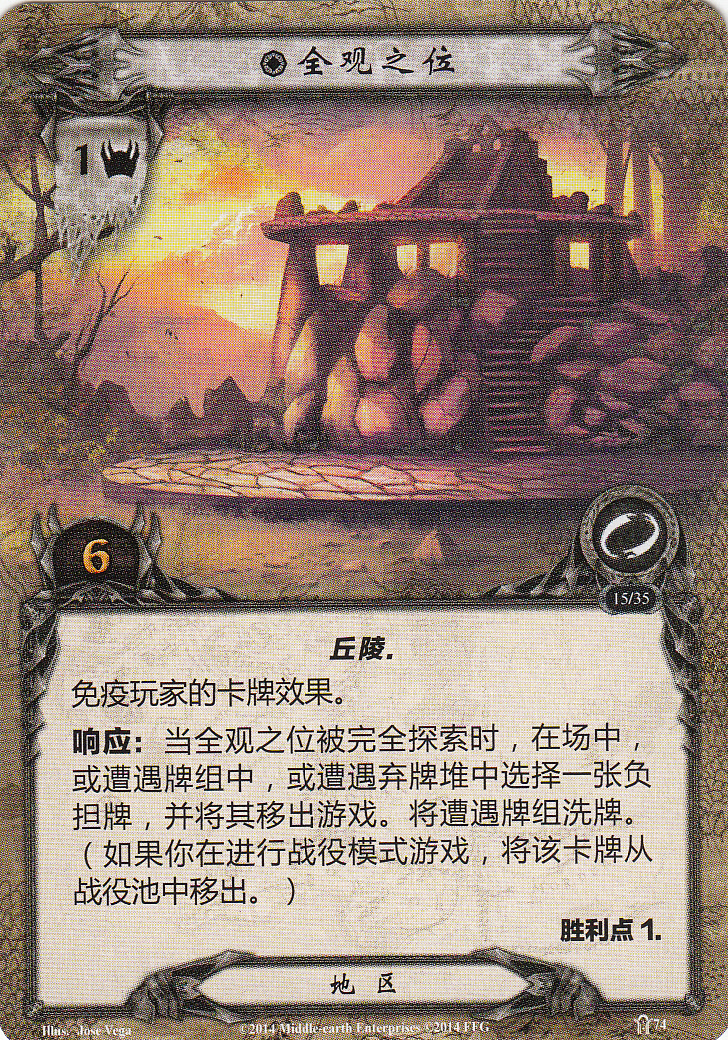 全观之位
1
6
15/35
丘陵.
免疫玩家的卡牌效果。
响应：当全观之位被完全探索时，在场中，
或遭遇牌组中，或遭遇弃牌堆中选择一张负
担牌，并将其移出游戏。将遭遇牌组洗牌。
（如果你在进行战役模式游戏，将该卡牌从
战役池中移出。）
胜利点 1.
地 区
Illus. Jose Vega
©2014 Middle-earth Enterprises ©2014 FFG
74